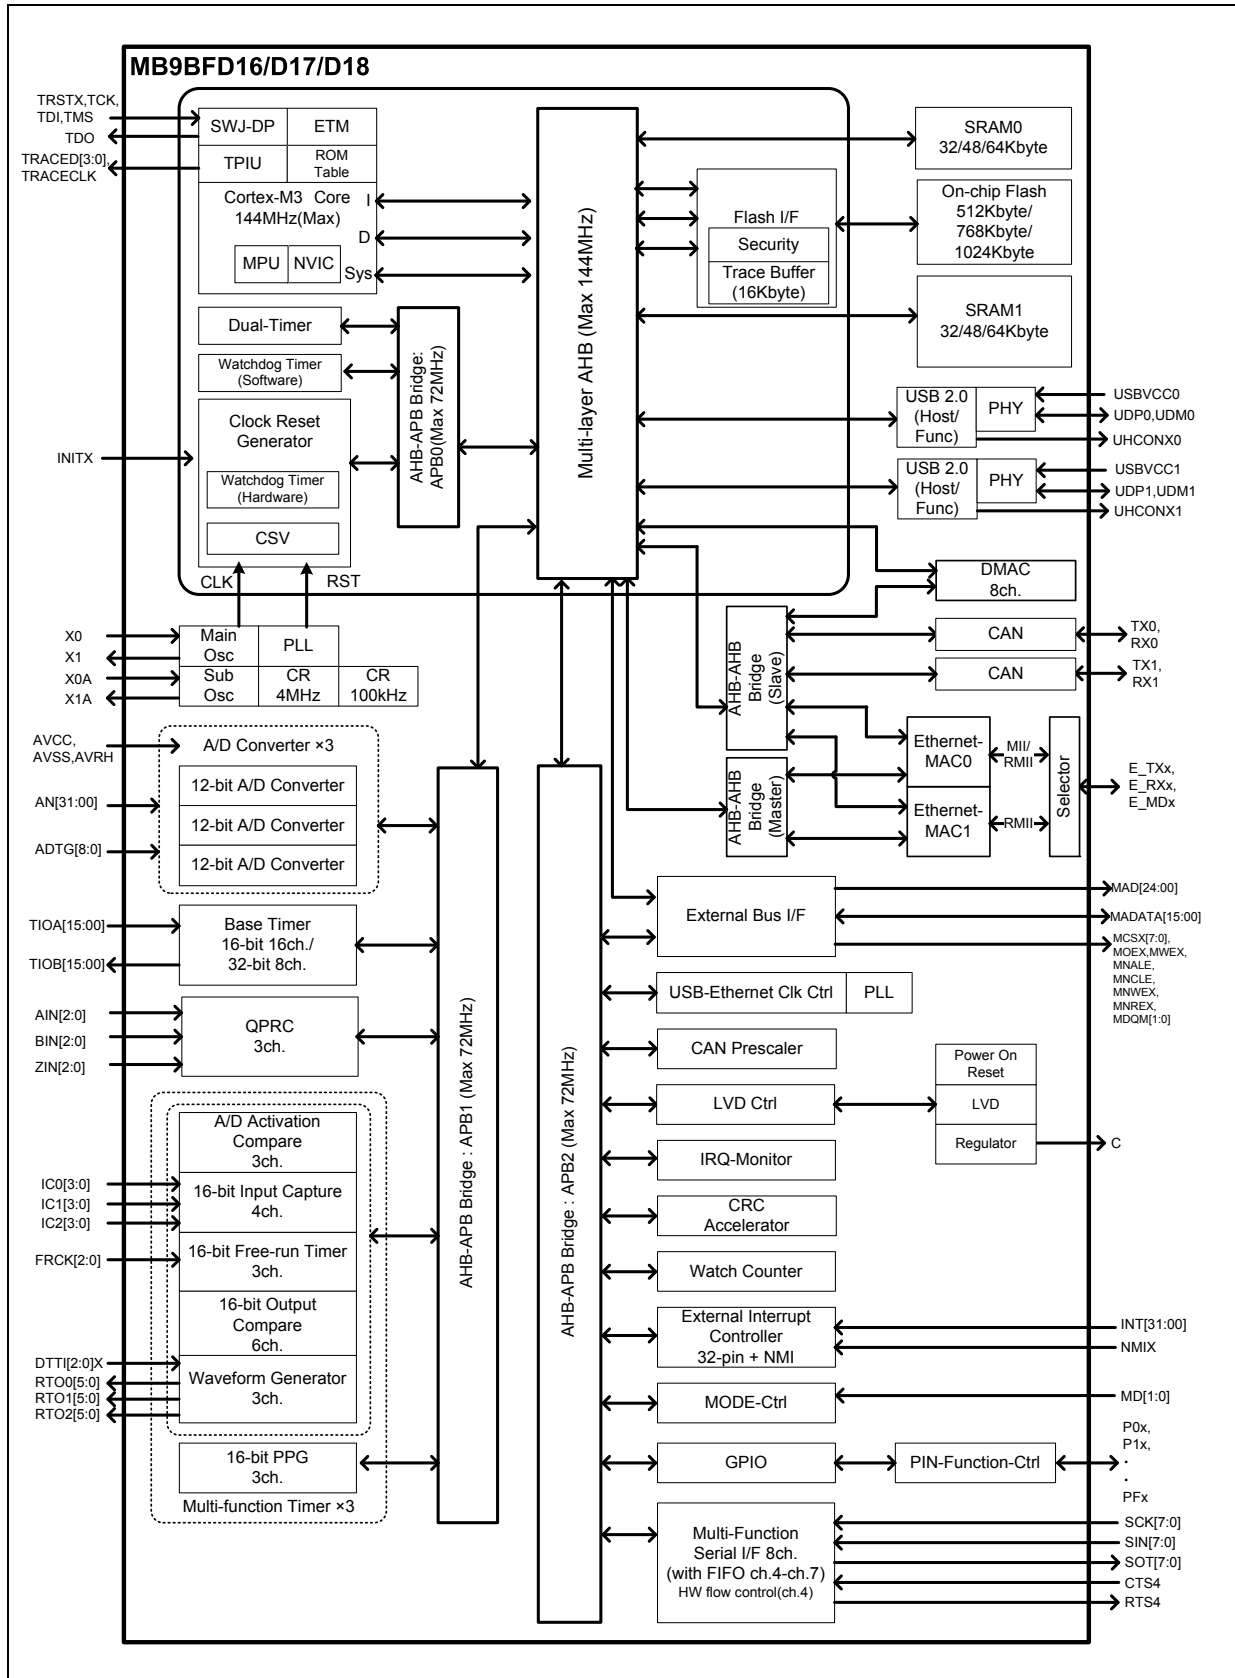 MB9BFD16/D17/D18
TRSTX,TCK,
TDI,TMS
TDO
TRACED[3:0],
TRACECLK
SWJ-DP
ETM
TPIU
ROM
Table
Cortex-M3 Core
144MHz(Max)
I
D
Sys
MPU
NVIC
Dual-Timer
Watchdog Timer
(Software)
Clock Reset
Generator
Watchdog Timer
(Hardware)
CSV
INITX
CLK
RST
AHB-APB Bridge:
APB0(Max 72MHz)
Multi-layer AHB (Max 144MHz)
Flash I/F
Security
Trace Buffer
(16Kbyte)
SRAM0
32/48/64Kbyte
On-chip Flash
512Kbyte/
768Kbyte/
1024Kbyte
SRAM1
32/48/64Kbyte
USB 2.0
(Host/
Func)
PHY
USBVCC0
UDP0,UDM0
UHCONX0
USB 2.0
(Host/
Func)
PHY
USBVCC1
UDP1,UDM1
UHCONX1
DMAC
8ch.
CAN
TX0,
RX0
CAN
TX1,
RX1
AHB-AHB
Bridge
(Slave)
AHB-AHB
Bridge
(Master)
Ethernet-
MAC0
Ethernet-
MAC1
MII/
RMII
RMII
Selector
E_TXx,
E_RXx,
E_MDx
X0
X1
X0A
X1A
Main
Osc
PLL
Sub
Osc
CR
4MHz
CR
100kHz
AVCC,
AVSS,AVRH
AN[31:00]
ADTG[8:0]
A/D Converter ×3
12-bit A/D Converter
12-bit A/D Converter
12-bit A/D Converter
TIOA[15:00]
TIOB[15:00]
Base Timer
16-bit 16ch./
32-bit 8ch.
AIN[2:0]
BIN[2:0]
ZIN[2:0]
QPRC
3ch.
A/D Activation
Compare
3ch.
IC0[3:0]
IC1[3:0]
IC2[3:0]
16-bit Input Capture
4ch.
FRCK[2:0]
16-bit Free-run Timer
3ch.
16-bit Output
Compare
6ch.
DTTI[2:0]X
RTO0[5:0]
RTO1[5:0]
RTO2[5:0]
Waveform Generator
3ch.
16-bit PPG
3ch.
Multi-function Timer ×3
AHB-APB Bridge : APB1 (Max 72MHz)
AHB-APB Bridge : APB2 (Max 72MHz)
External Bus I/F
MAD[24:00]
MADATA[15:00]
MCSX[7:0],
MOEX,MWEX,
MNALE,
MNCLE,
MNWEX,
MNREX,
MDQM[1:0]
USB-Ethernet Clk Ctrl
PLL
CAN Prescaler
LVD Ctrl
Power On
Reset
LVD
Regulator
C
IRQ-Monitor
CRC
Accelerator
Watch Counter
External Interrupt
Controller
32-pin + NMI
INT[31:00]
NMIX
MODE-Ctrl
MD[1:0]
GPIO
PIN-Function-Ctrl
P0x,
P1x,
.
.
PFx
Multi-Function
Serial I/F 8ch.
(with FIFO ch.4-ch.7)
HW flow control(ch.4)
SCK[7:0]
SIN[7:0]
SOT[7:0]
CTS4
RTS4